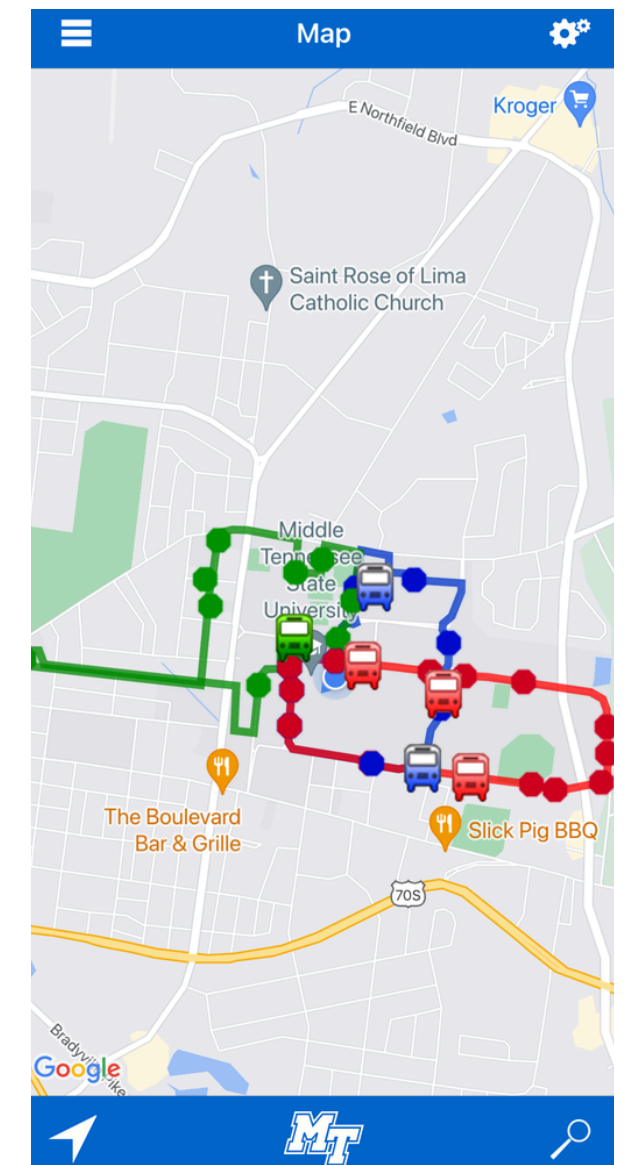 Map
E Northfield Blvd
Kroger
Saint Rose of Lima
Catholic Church
Middle
Tennessee
State
University
The Boulevard
Bar & Grille
Slick Pig BBQ
70S
Bradyville Pike
Google
MT